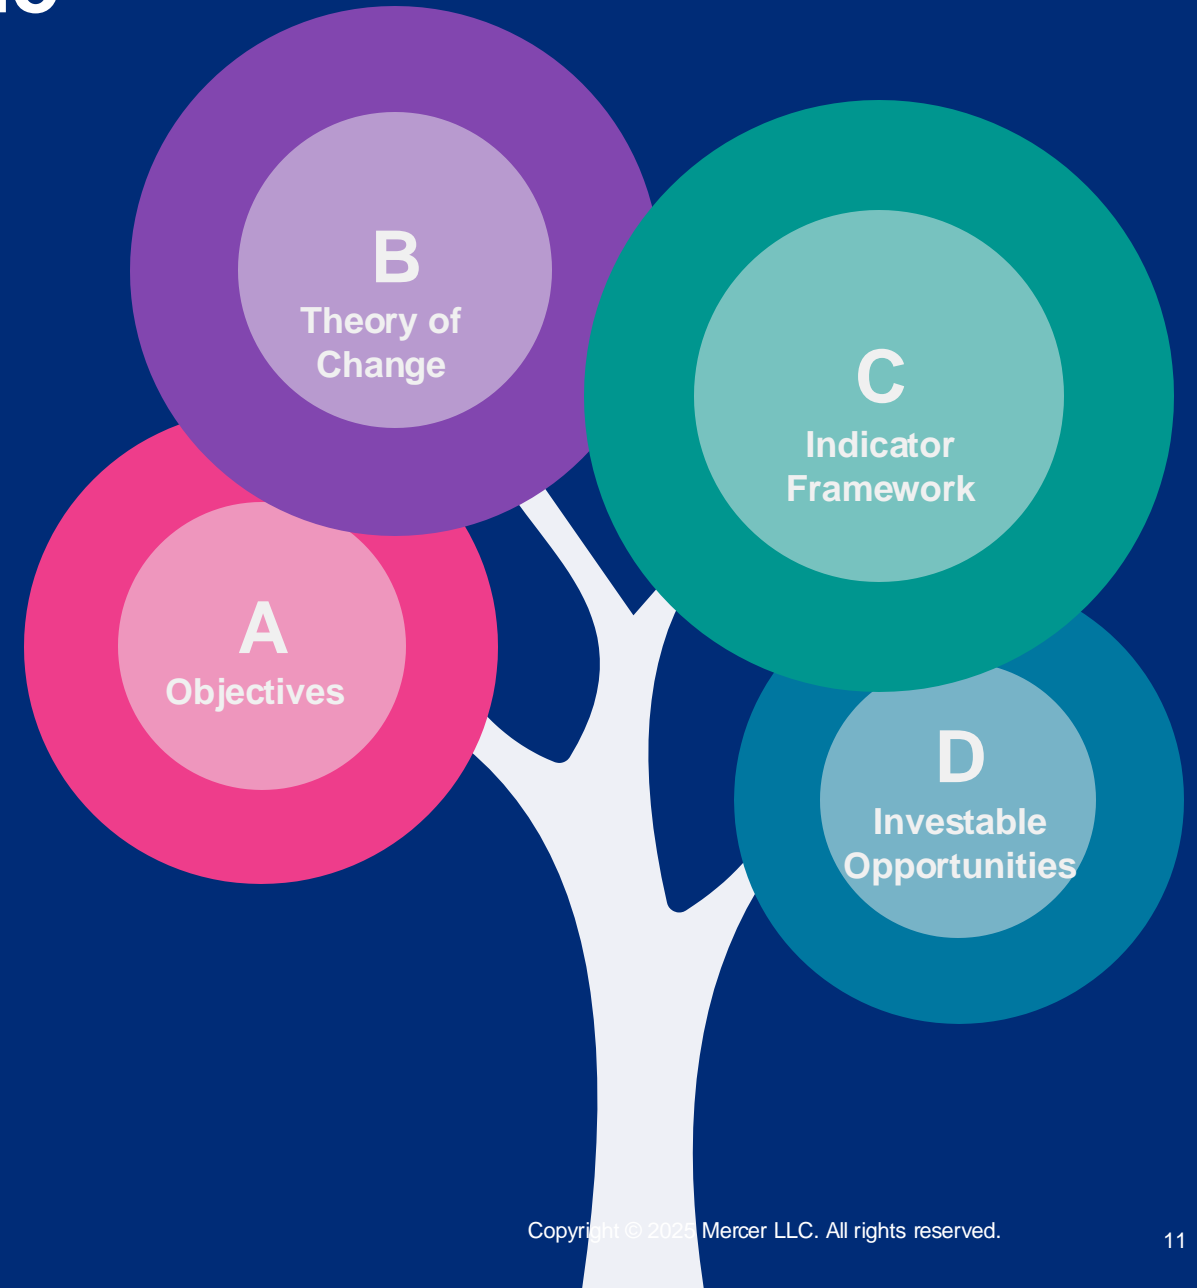 B
Theory of
Change
C
Indicator
Framework
A
Objectives
D
Investable
Opportunities
Copyright © 2025 Mercer LLC. All rights reserved.
11